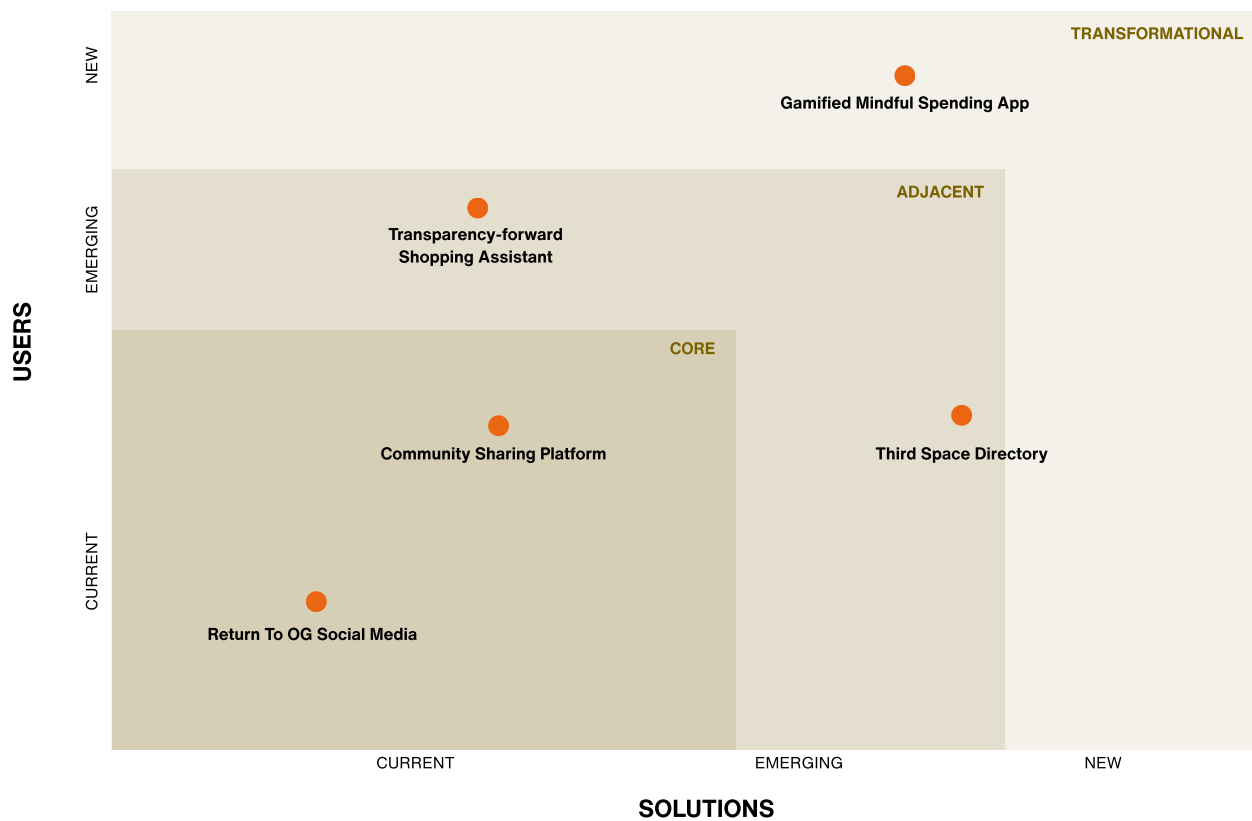 TRANSFORMATIONAL
NEW
Gamified Mindful Spending App
ADJACENT
EMERGING
Transparency-forward
Shopping Assistant
USERS
CORE
Community Sharing Platform
Third Space Directory
CURRENT
Return To OG Social Media
CURRENT
EMERGING
NEW
SOLUTIONS